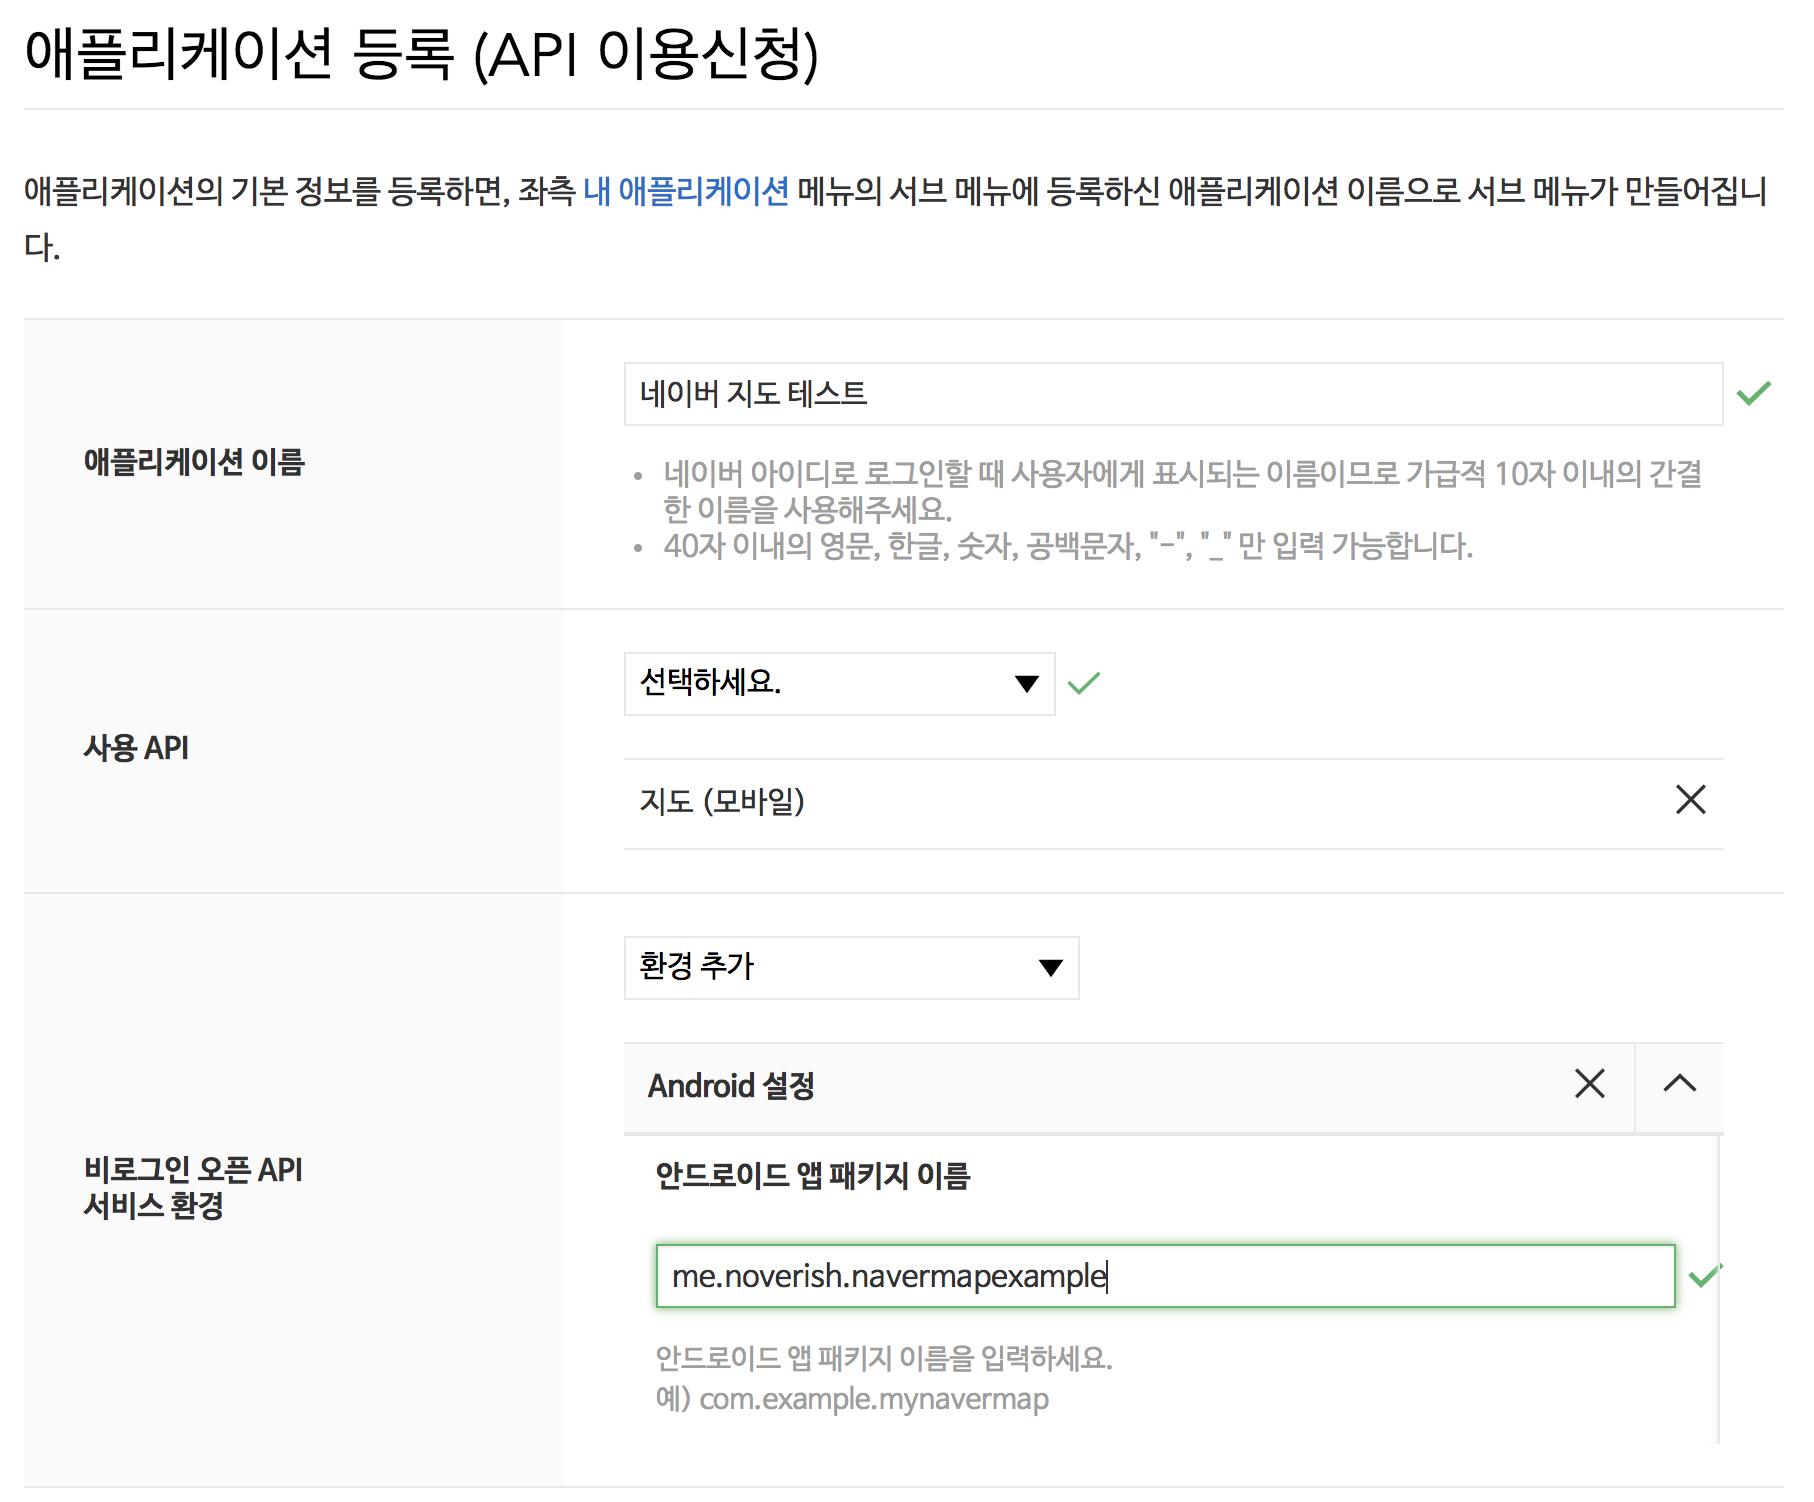 애플리케이션 등록 (API 이용신청)
애플리케이션의 기본 정보를 등록하면, 좌측 내 애플리케이션 메뉴의 서브 메뉴에 등록하신 애플리케이션 이름으로 서브 메뉴가 만들어집니
다.
애플리케이션 이름
네이버 지도 테스트
• 네이버 아이디로 로그인할 때 사용자에게 표시되는 이름이므로 가급적 10자 이내의 간결
한 이름을 사용해주세요.
• 40자 이내의 영문, 한글, 숫자, 공백문자, "-", "_" 만 입력 가능합니다.
사용 API
선택하세요.
지도 (모바일)
비로그인 오픈 API
서비스 환경
환경 추가
Android 설정
안드로이드 앱 패키지 이름
me.noverish.navermapexample
안드로이드 앱 패키지 이름을 입력하세요.
예) com.example.mynavermap